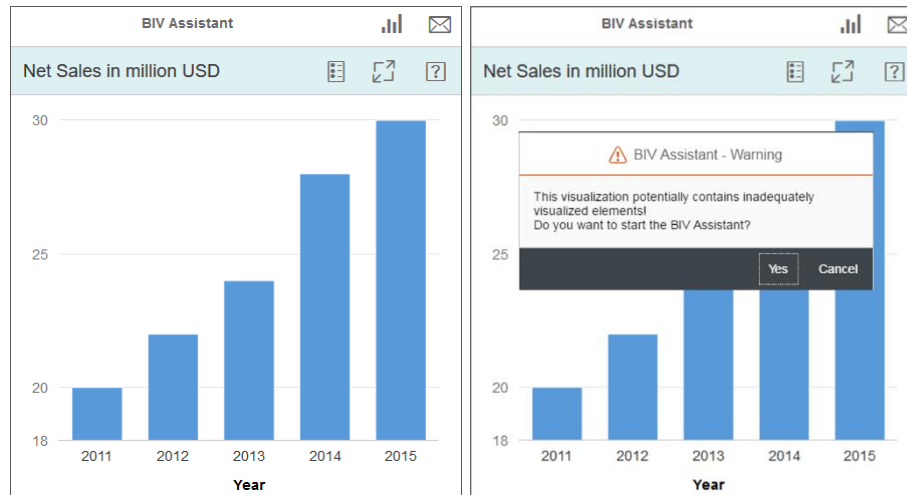 BIV Assistant
Net Sales in million USD
?
30
25
20
18
2011 2012 2013 2014 2015
Year
BIV Assistant
Net Sales in million USD
?
30
BIV Assistant - Warning
This visualization potentially contains inadequately
visualized elements!
Do you want to start the BIV Assistant?
25
Yes Cancel
20
18
2011 2012 2013 2014 2015
Year